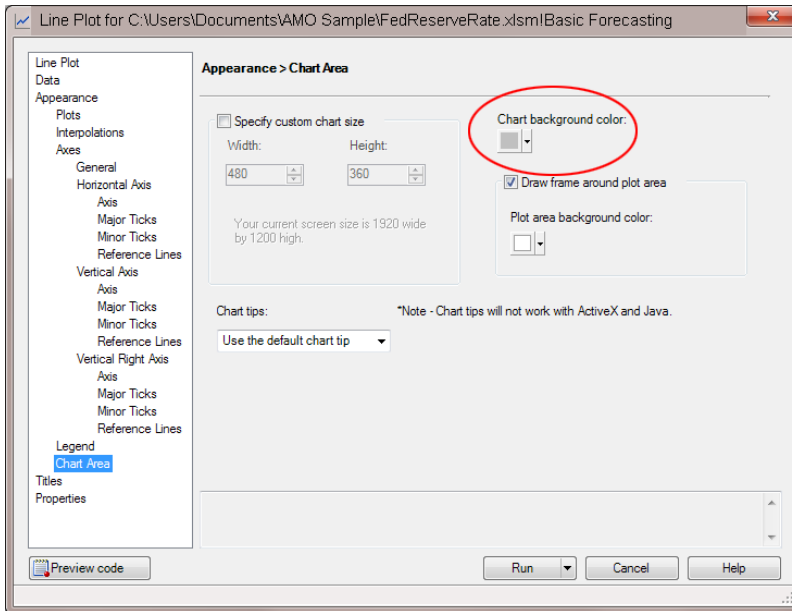 Line Plot for C:\Users\Documents\AMO Sample\FedReserveRate.xlsm!Basic Forecasting
Line Plot
Data
Appearance
Plots
Interpolations
Axes
General
Horizontal Axis
Axis
Major Ticks
Minor Ticks
Reference Lines
Vertical Axis
Axis
Major Ticks
Minor Ticks
Reference Lines
Vertical Right Axis
Axis
Major Ticks
Minor Ticks
Reference Lines
Legend
Chart Area
Titles
Properties
Appearance > Chart Area
Specify custom chart size
Width: Height:
480 360
Your current screen size is 1920 wide
by 1200 high.
Chart background color:
Draw frame around plot area
Plot area background color:
Chart tips: *Note - Chart tips will not work with ActiveX and Java.
Use the default chart tip
Preview code Run Cancel Help